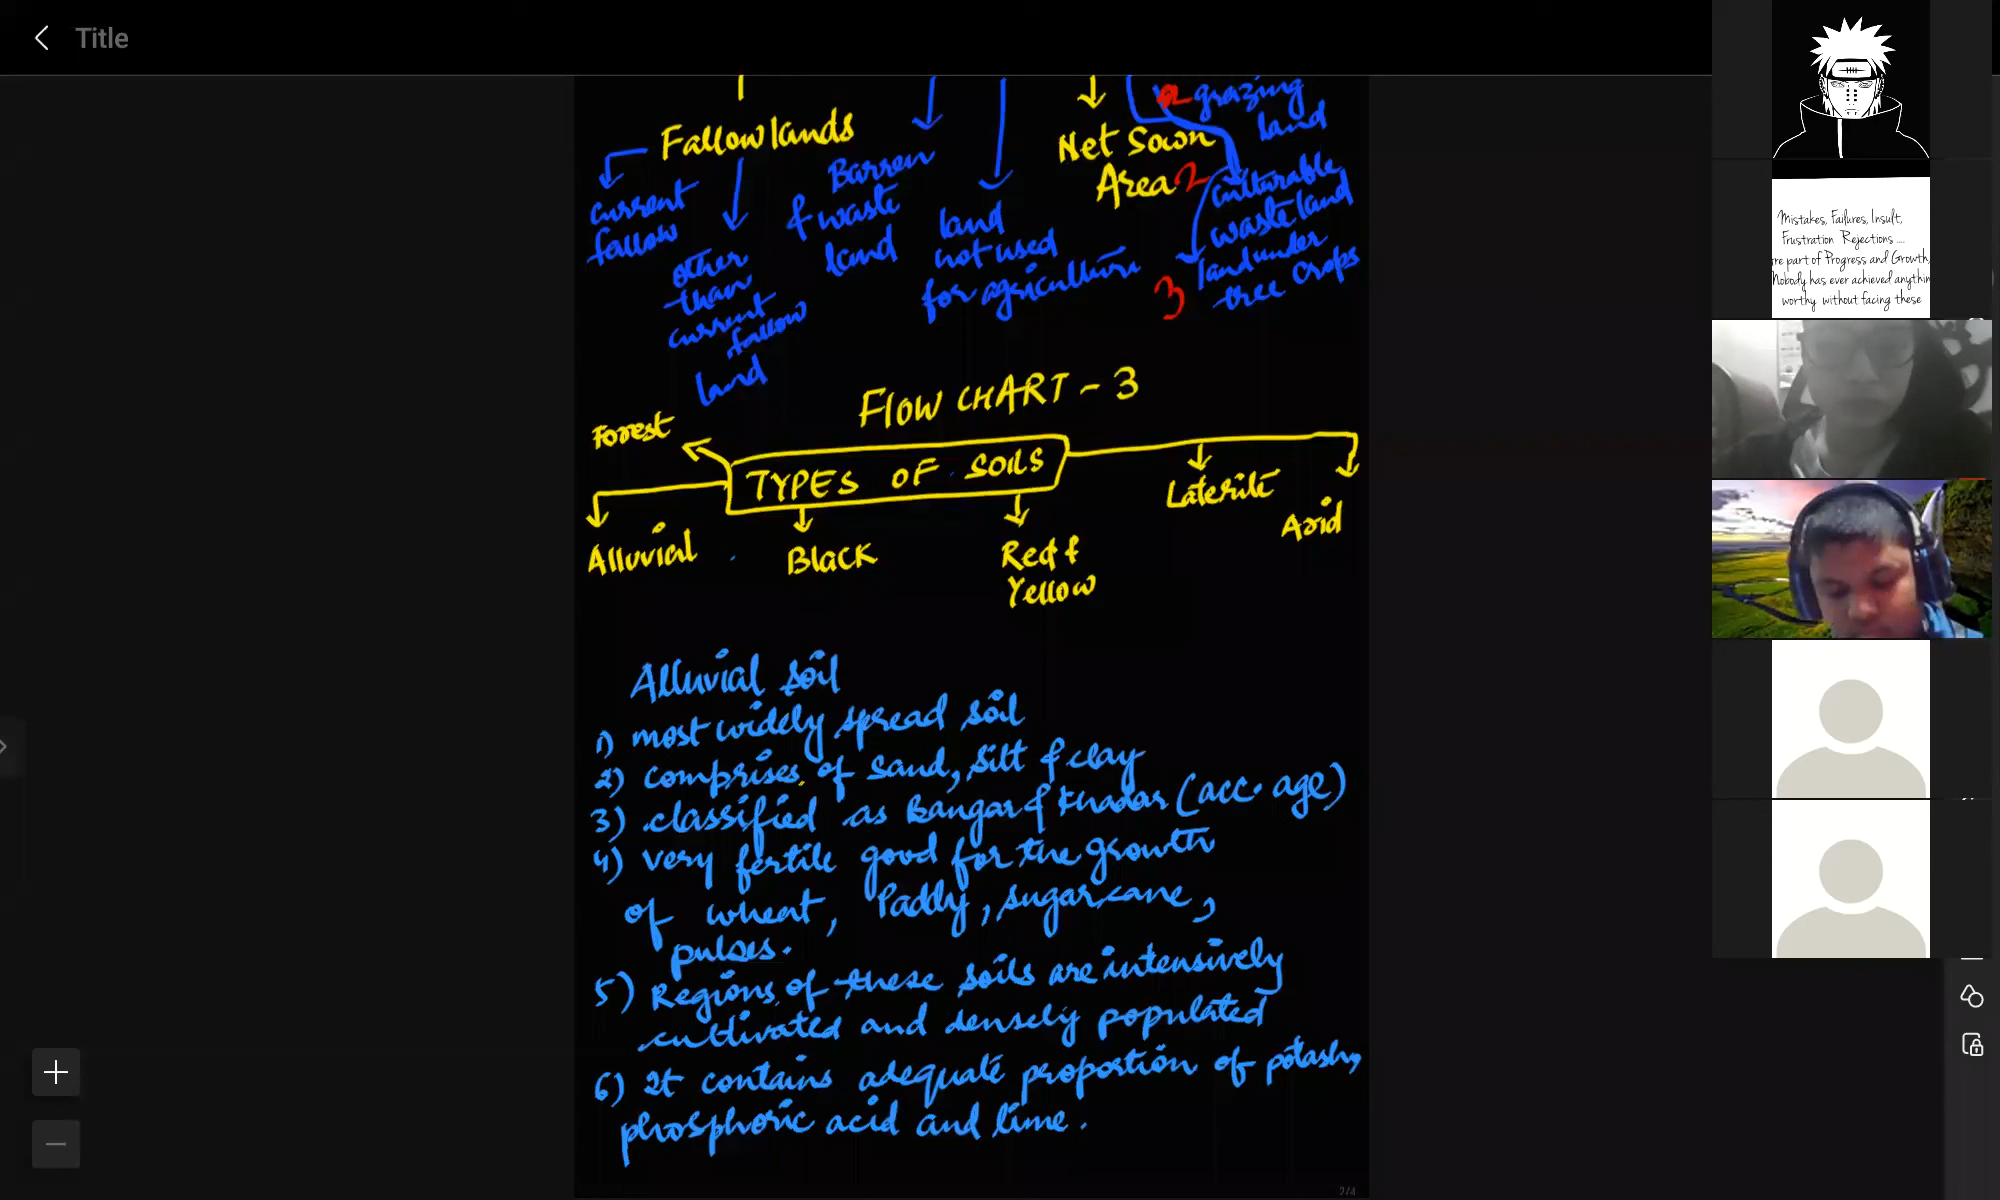 Title
grazing
land
Fallow lands
Net Sown
Area
2
2
Barren
& waste
land
current
fallow
other
than
current
fallow
land
land
not used
for agriculture
culturable
waste land
3
land under
tree crops
FLOW CHART - 3
Forest
TYPES OF SOILS
Laterite
Arid
Alluvial
Black
Red &
Yellow
Alluvial soil
1) most widely spread soil
2) comprises of sand, silt & clay
3) classified as Bangar & Khadar (acc. age)
4) very fertile good for the growth
of wheat, Paddy, sugarcane,
pulses.
5) Regions of these soils are intensively
cultivated and densely populated
6) It contains adequate proportion of potash,
phosphoric acid and lime.
2/4
Mistakes, Failures, Insult,
Frustration Rejections ....
re part of Progress and Growth,
Nobody has ever achieved anythin
worthy without facing these